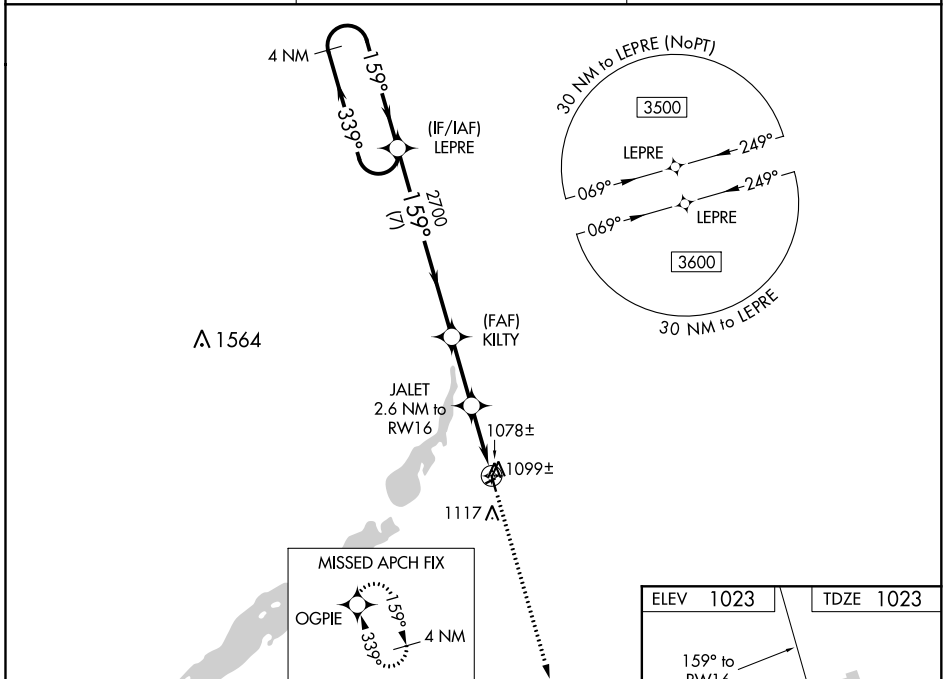 4 NM
159°
339°
(IF/IAF)
LEPRE
2700
159°
(7)
30 NM to LEPRE (NoPT)
3500
LEPRE
249°
069°
249°
069°
LEPRE
3600
30 NM to LEPRE
1564
(FAF)
KILTY
JALET
2.6 NM to
RW16
1078±
1099±
1117
MISSED APCH FIX
OGPIE
159°
339°
4 NM
ELEV 1023
TDZE 1023
159° to
RW16